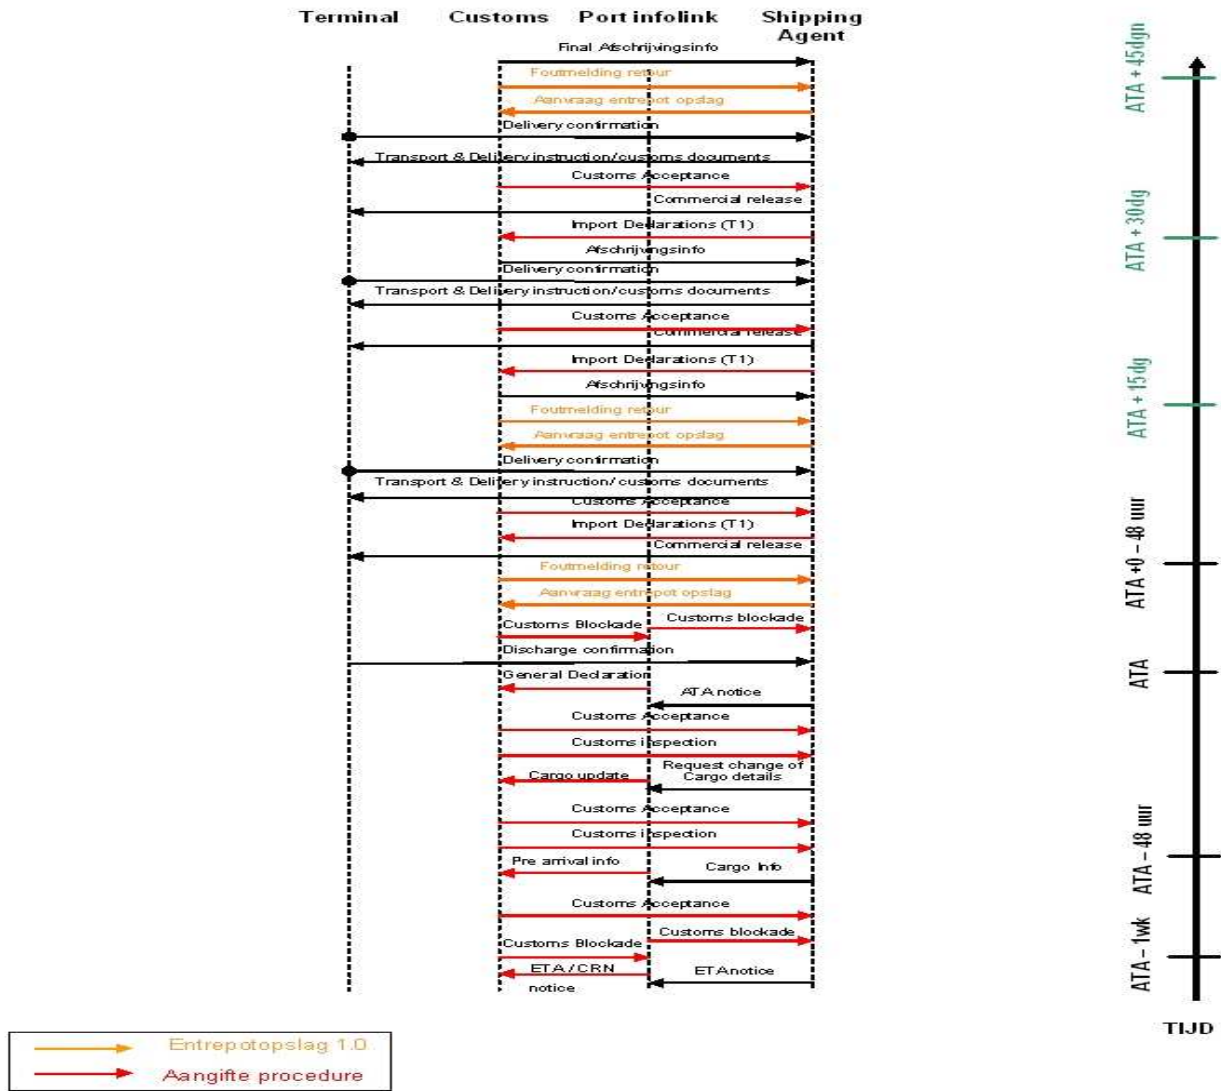 Terminal Customs Port infolink Shipping
Agent
Final Afschrijvingsinfo
Foutmelding retour
Aanvraag entrepot opslag
Delivery confirmation
Transport & Delivery instruction/customs documents
Customs Acceptance
Commercial release
Import Declarations (T1)
Afschrijvingsinfo
Delivery confirmation
Transport & Delivery instruction/customs documents
Customs Acceptance
Commercial release
Import Declarations (T1)
Afschrijvingsinfo
Foutmelding retour
Aanvraag entrepot opslag
Delivery confirmation
Transport & Delivery instruction/customs documents
Customs Acceptance
Import Declarations (T1)
Commercial release
Foutmelding retour
Aanvraag entrepot opslag
Customs Blockade Customs blockade
Discharge confirmation
General Declaration
ATA notice
Customs Acceptance
Customs inspection
Cargo update
Request change of
Cargo details
Customs Acceptance
Customs inspection
Pre arrival info
Cargo Info
Customs Acceptance
Customs blockade
Customs Blockade
ETA / CRN
notice
ETA notice
ATA + 45dgn
ATA + 30dg
ATA + 15dg
ATA +0 – 48 uur
ATA
ATA – 48 uur
ATA – 1wk
TIJD
Entrepotopslag 1.0
Aangifte procedure